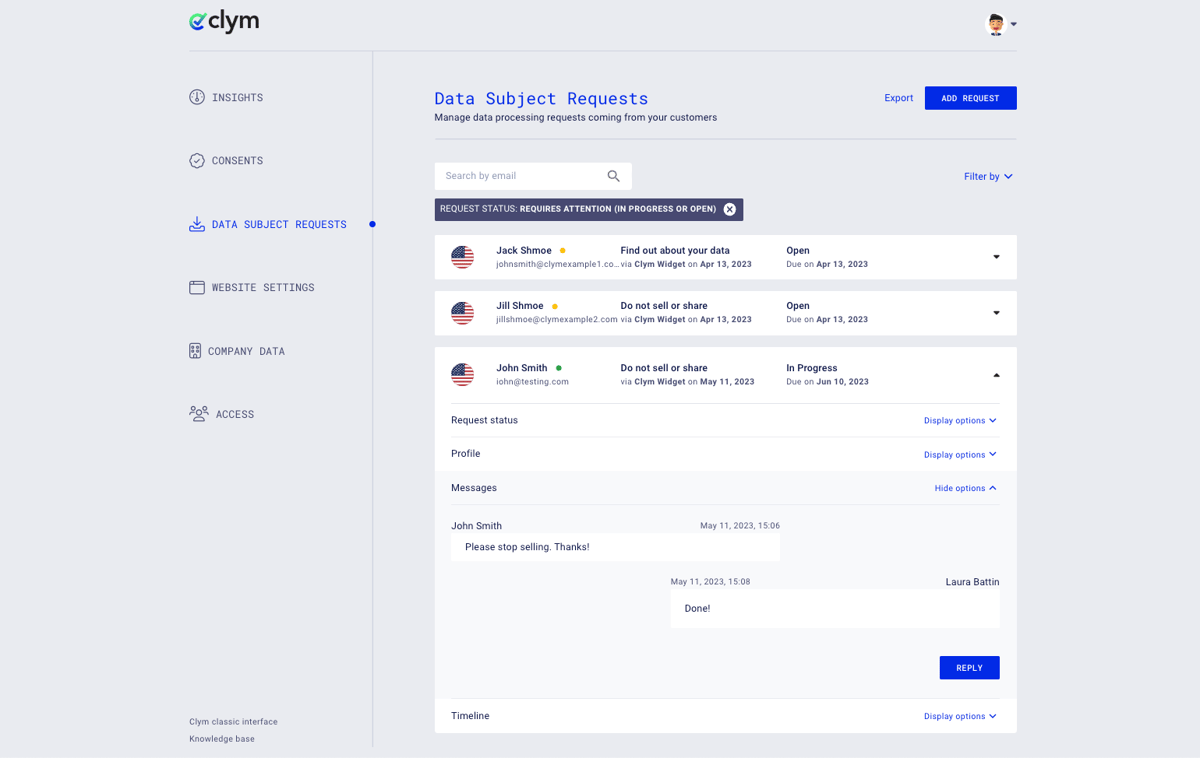 clym
INSIGHTS
CONSENTS
DATA SUBJECT REQUESTS
WEBSITE SETTINGS
COMPANY DATA
ACCESS
Clym classic interface
Knowledge base
Data Subject Requests
Manage data processing requests coming from your customers
Export
ADD REQUEST
Search by email
Filter by
REQUEST STATUS: REQUIRES ATTENTION (IN PROGRESS OR OPEN)
Jack Shmoe
johnsmith@clymexample1.co...
Find out about your data
via Clym Widget on Apr 13, 2023
Open
Due on Apr 13, 2023
Jill Shmoe
jillshmoe@clymexample2.com
Do not sell or share
via Clym Widget on Apr 13, 2023
Open
Due on Apr 13, 2023
John Smith
iohn@testing.com
Do not sell or share
via Clym Widget on May 11, 2023
In Progress
Due on Jun 10, 2023
Request status
Display options
Profile
Display options
Messages
Hide options
John Smith
May 11, 2023, 15:06
Please stop selling. Thanks!
May 11, 2023, 15:08
Laura Battin
Done!
REPLY
Timeline
Display options